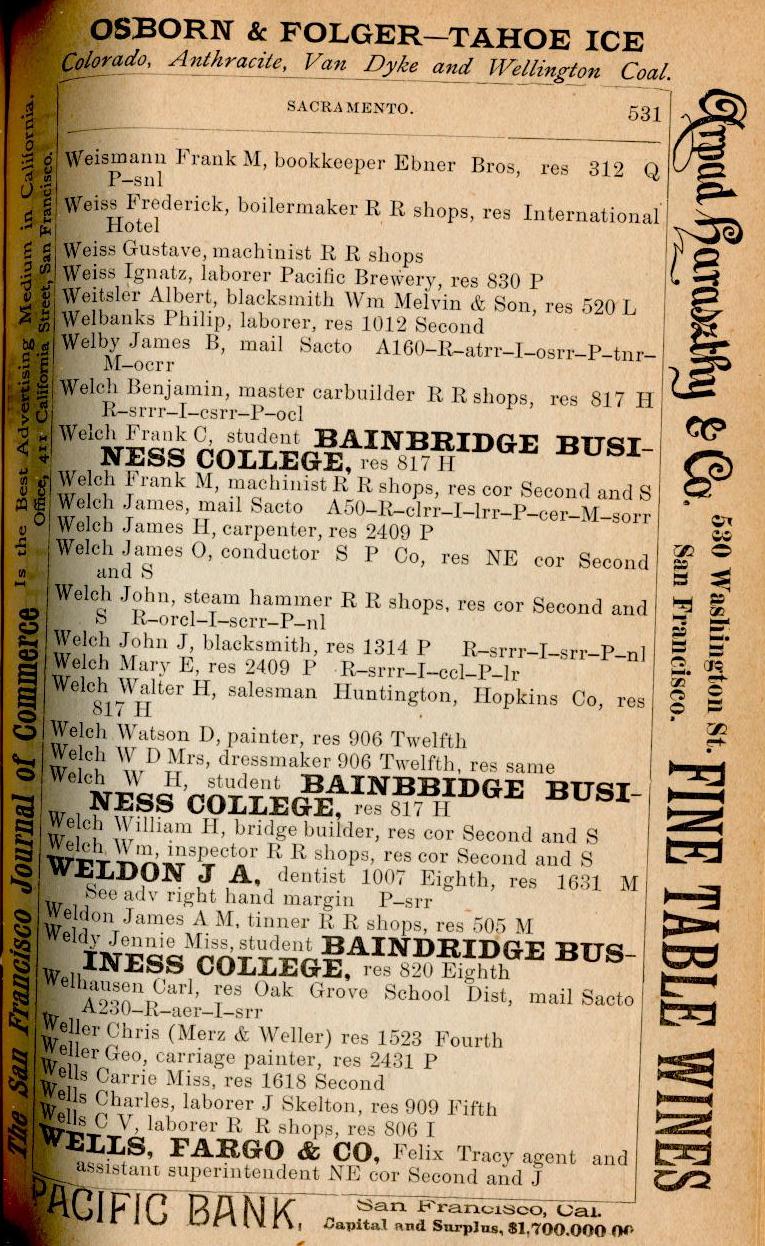 OSBORN & FOLGER—TAHOE ICE
Colorado, Anthracite, Van Dyke and Wellington Coal.
SACRAMENTO. 531
Weismann Frank M, bookkeeper Ebner Bros, res 312 Q
P–snl
Weiss Frederick, boilermaker R R shops, res International
Hotel
Weiss Gustave, machinist R R shops
Weiss Ignatz, laborer Pacific Brewery, res 830 P
Weitsler Albert, blacksmith Wm Melvin & Son, res 520 L
Welbanks Philip, laborer, res 1012 Second
Welby James B, mail Sacto A160–R–atrr–I–osrr–P–tnr–
M–ocrr
Welch Benjamin, master carbuilder R R shops, res 817 H
R–srrr–I–csrr–P–ocl
Welch Frank C, student BAINBRIDGE BUSI-
NESS COLLEGE, res 817 H
Welch Frank M, machinist R R shops, res cor Second and S
Welch James, mail Sacto A50–R–clrr–I–lrr–P–cer–M–sorr
Welch James H, carpenter, res 2409 P
Welch James O, conductor S P Co, res NE cor Second
and S
Welch John, steam hammer R R shops, res cor Second and
S R–orcl–I–scrr–P–nl
Welch John J, blacksmith, res 1314 P R–srrr–I–srr–P–nl
Welch Mary E, res 2409 P R–srrr–I–ccl–P–lr
Welch Walter H, salesman Huntington, Hopkins Co, res
817 H
Welch Watson D, painter, res 906 Twelfth
Welch W D Mrs, dressmaker 906 Twelfth, res same
Welch W H, student BAINBBIDGE BUSI-
NESS COLLEGE, res 817 H
Welch William H, bridge builder, res cor Second and S
Welch Wm, inspector R R shops, res cor Second and S
WELDON J A, dentist 1007 Eighth, res 1631 M
See adv right hand margin P–srr
Weldon James A M, tinner R R shops, res 505 M
Weldy Jennie Miss, student BAINDRIDGE BUS-
INESS COLLEGE, res 820 Eighth
Welhausen Carl, res Oak Grove School Dist, mail Sacto
A230–R–aer–I–srr
Weller Chris (Merz & Weller) res 1523 Fourth
Weller Geo, carriage painter, res 2431 P
Wells Carrie Miss, res 1618 Second
Wells Charles, laborer J Skelton, res 909 Fifth
Wells C V, laborer R R shops, res 806 I
WELLS, FARGO & CO, Felix Tracy agent and
assistant superintendent NE cor Second and J
PACIFIC BANK, San Francisco, Cal.
Capital and Surplus, $1,700,000 00
The San Francisco Journal of Commerce Is the Best Advertising Medium in California.
Office, 411 California Street, San Francisco.
Arpad Haraszthy & Co. 530 Washington St.
San Francisco.
FINE TABLE WINES